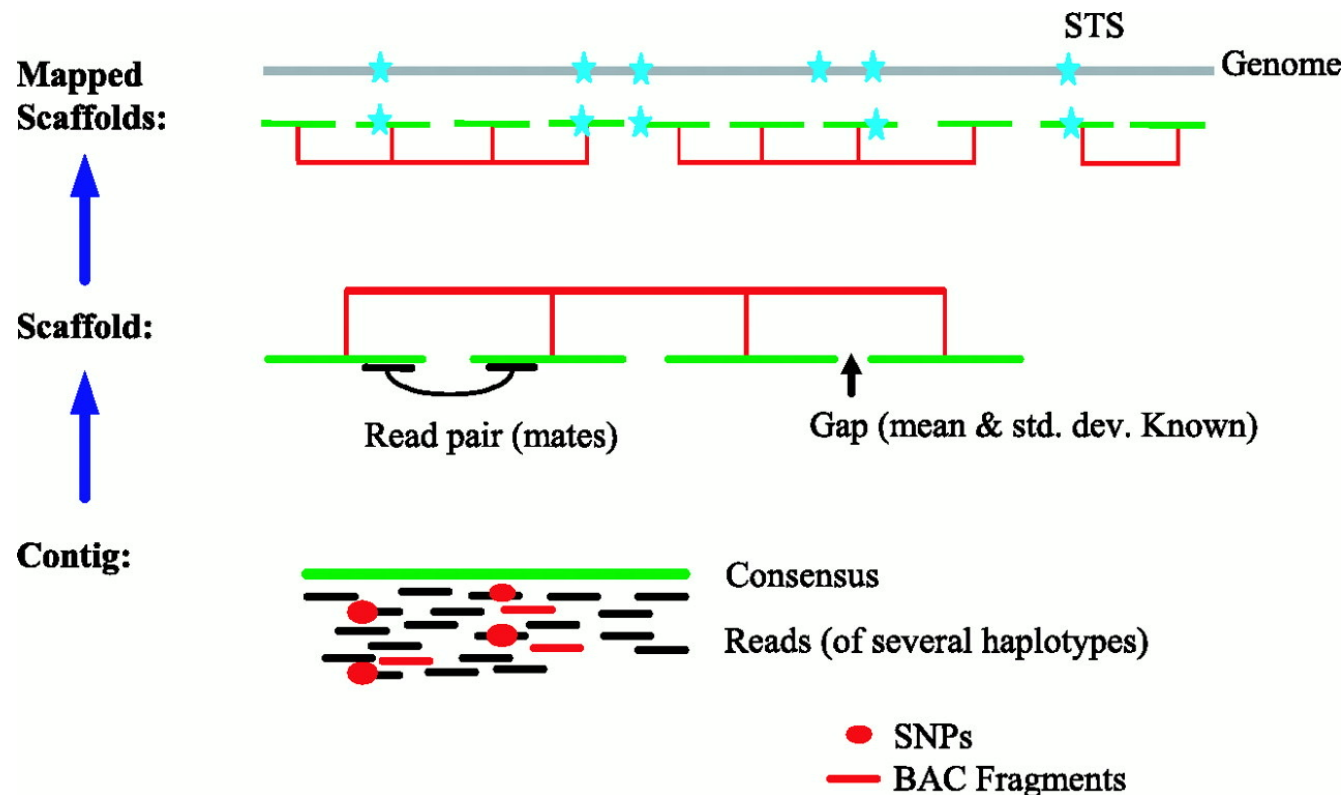 STS
Genome
Mapped
Scaffolds:
Scaffold:
Read pair (mates)
Gap (mean & std. dev. Known)
Contig:
Consensus
Reads (of several haplotypes)
SNPs
BAC Fragments